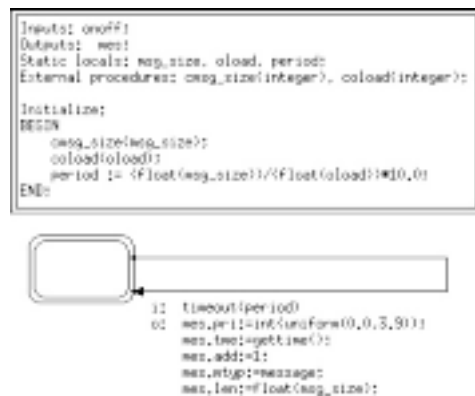 Inputs: onoff;
Outputs: mes;
Static locals: msg_size, oload, period;
External procedures: cmsg_size(integer), coload(integer);
Initialize:
BEGIN
cmsg_size(msg_size);
coload(oload);
period := (float(msg_size))/(float(oload))*10.0;
END;
i: timeout(period)
o: mes.pri:=int(uniform(0.0,3.9));
mes.tme:=gettime();
mes.add:=1;
mes.mtyp:=message;
mes.len:=float(msg_size);